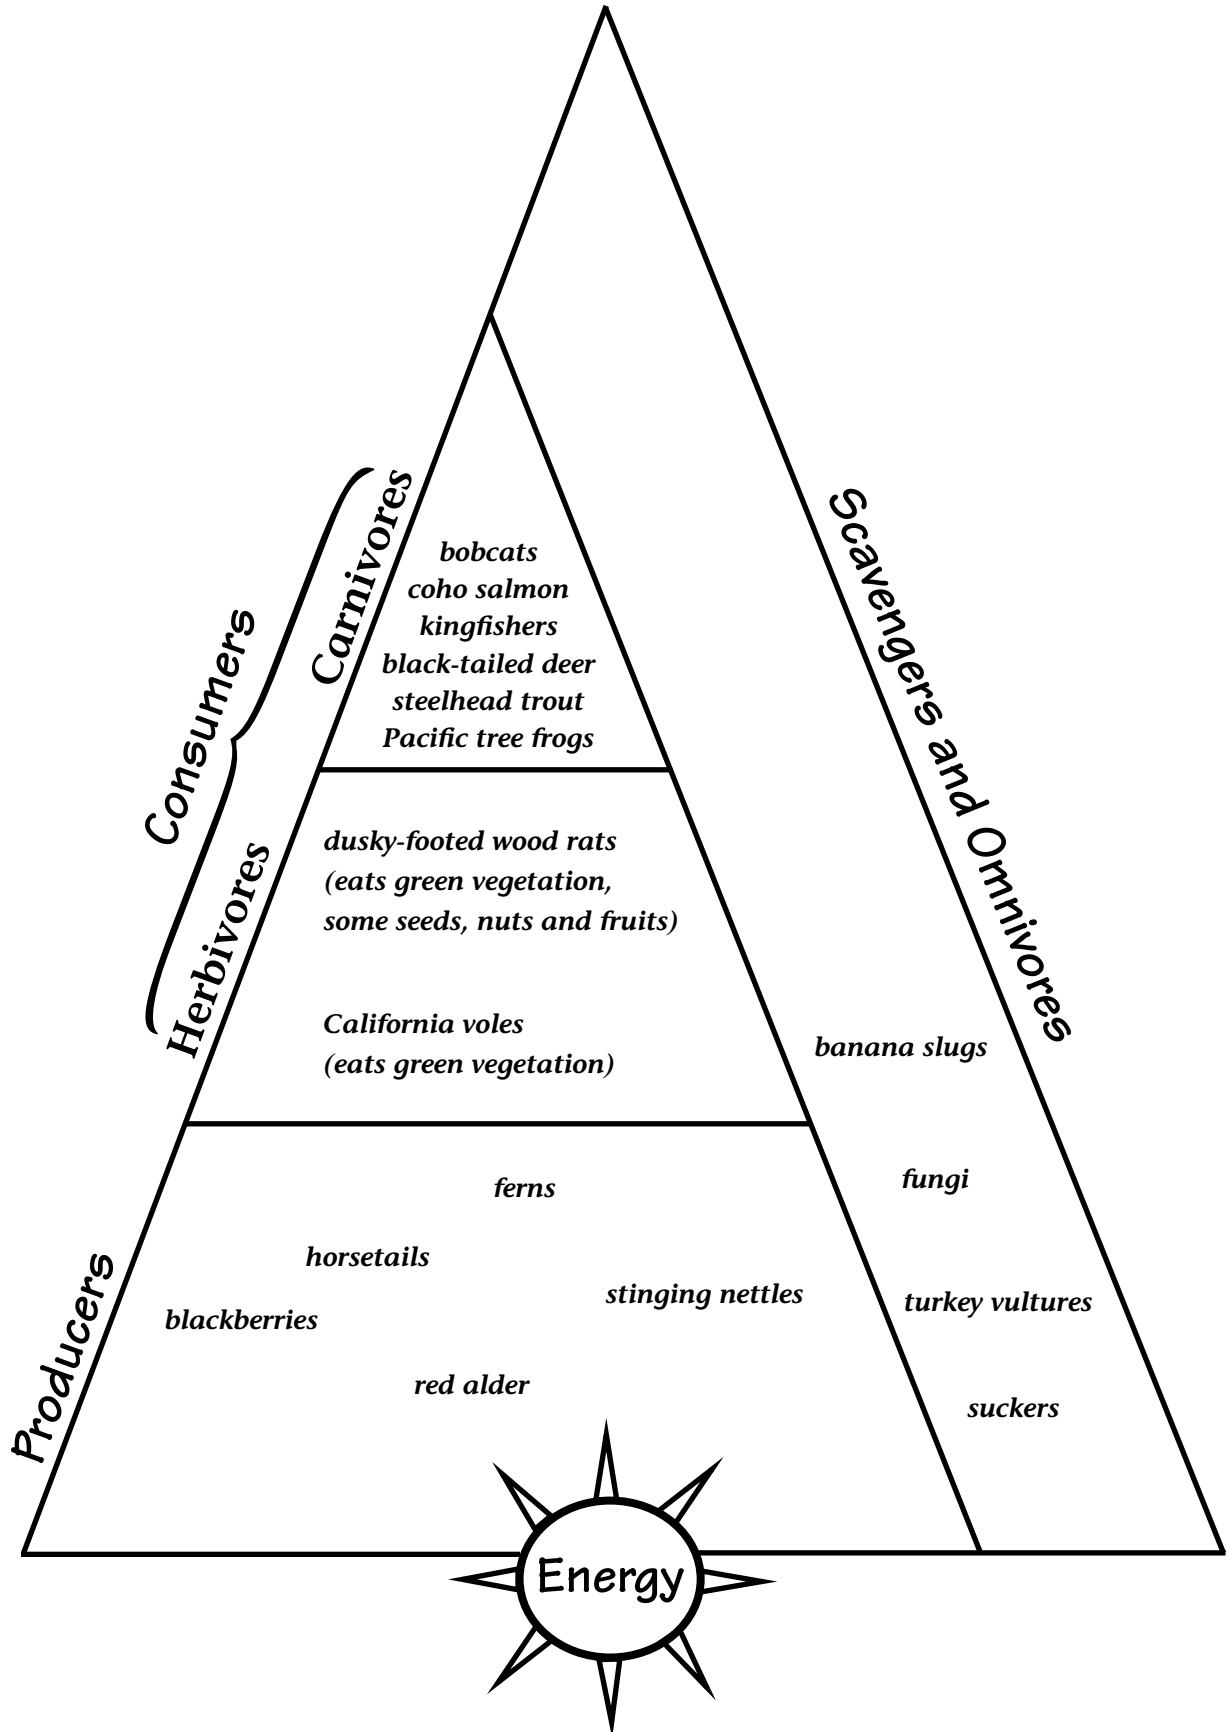 Consumers
Carnivores
Herbivores
Producers
Scavengers and Omnivores
bobcats
coho salmon
kingfishers
black-tailed deer
steelhead trout
Pacific tree frogs
dusky-footed wood rats
(eats green vegetation,
some seeds, nuts and fruits)
California voles
(eats green vegetation)
banana slugs
fungi
turkey vultures
suckers
ferns
horsetails
stinging nettles
blackberries
red alder
Energy